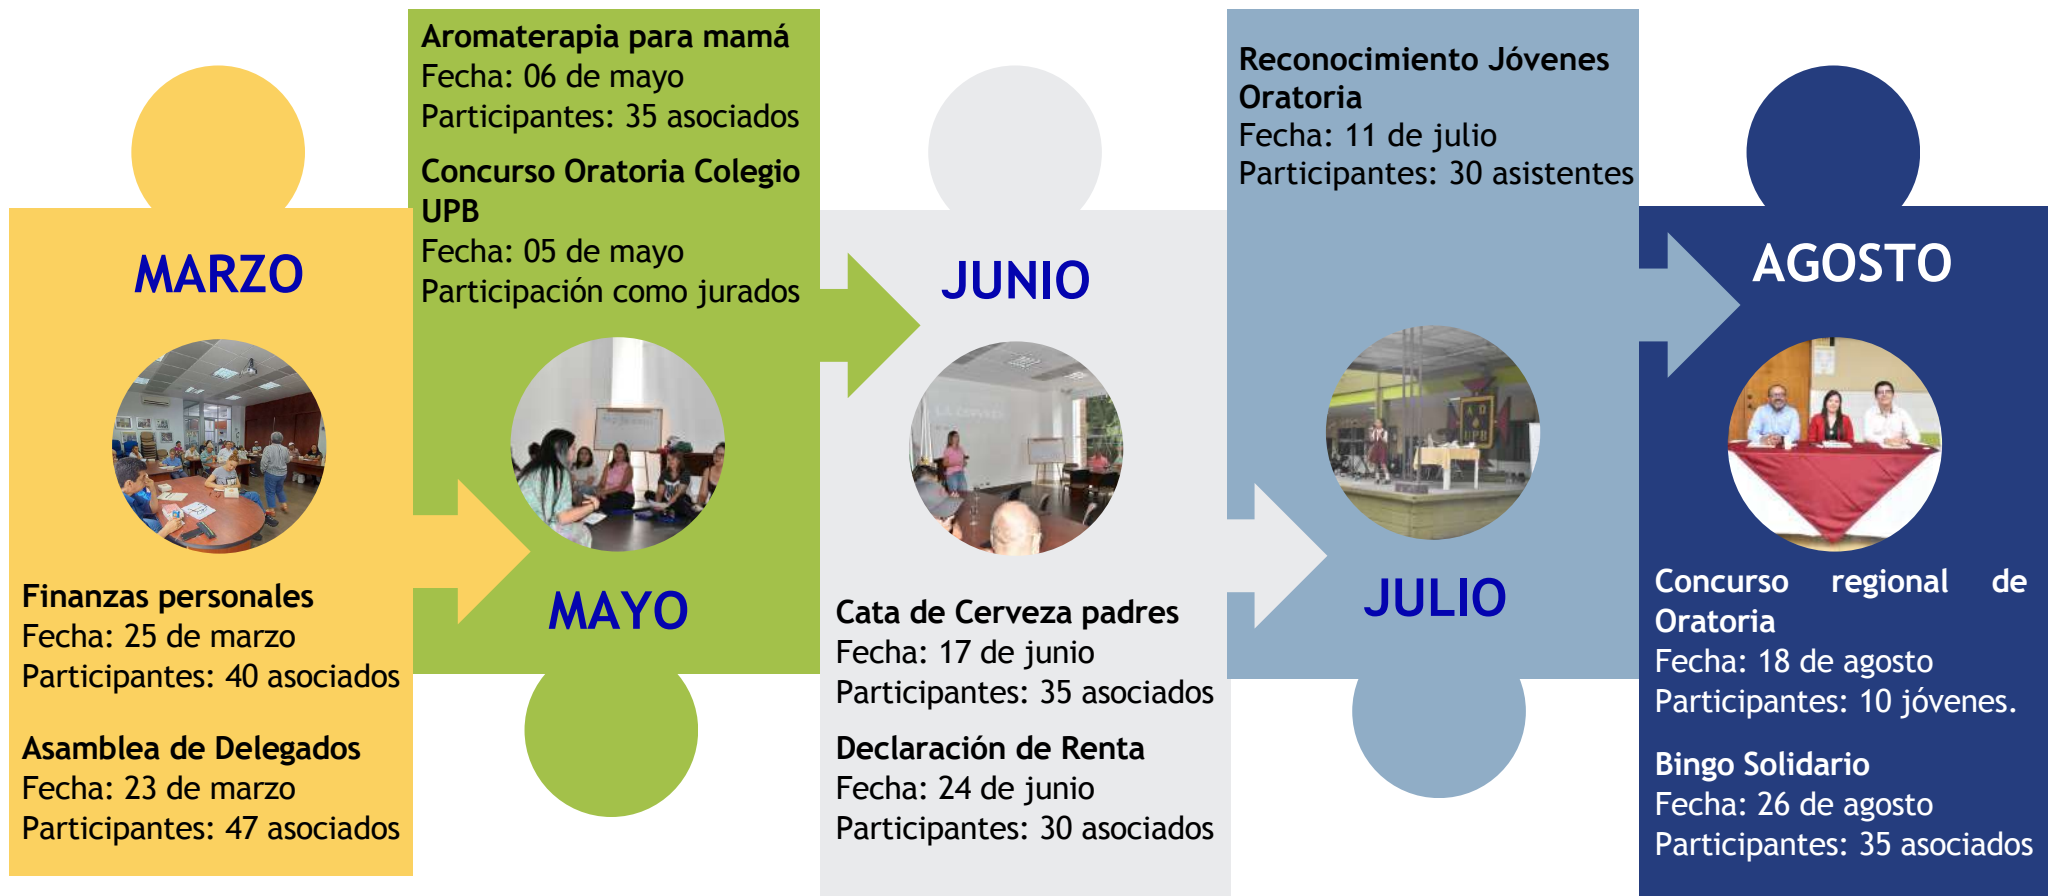 MARZO
Finanzas personales
Fecha: 25 de marzo
Participantes: 40 asociados
Asamblea de Delegados
Fecha: 23 de marzo
Participantes: 47 asociados
Aromaterapia para mamá
Fecha: 06 de mayo
Participantes: 35 asociados
Concurso Oratoria Colegio
UPB
Fecha: 05 de mayo
Participación como jurados
MAYO
JUNIO
LA CERVEZA
Cata de Cerveza padres
Fecha: 17 de junio
Participantes: 35 asociados
Declaración de Renta
Fecha: 24 de junio
Participantes: 30 asociados
Reconocimiento Jóvenes
Oratoria
Fecha: 11 de julio
Participantes: 30 asistentes
Α Ω
UPB
JULIO
AGOSTO
Concurso regional de
Oratoria
Fecha: 18 de agosto
Participantes: 10 jóvenes.
Bingo Solidario
Fecha: 26 de agosto
Participantes: 35 asociados